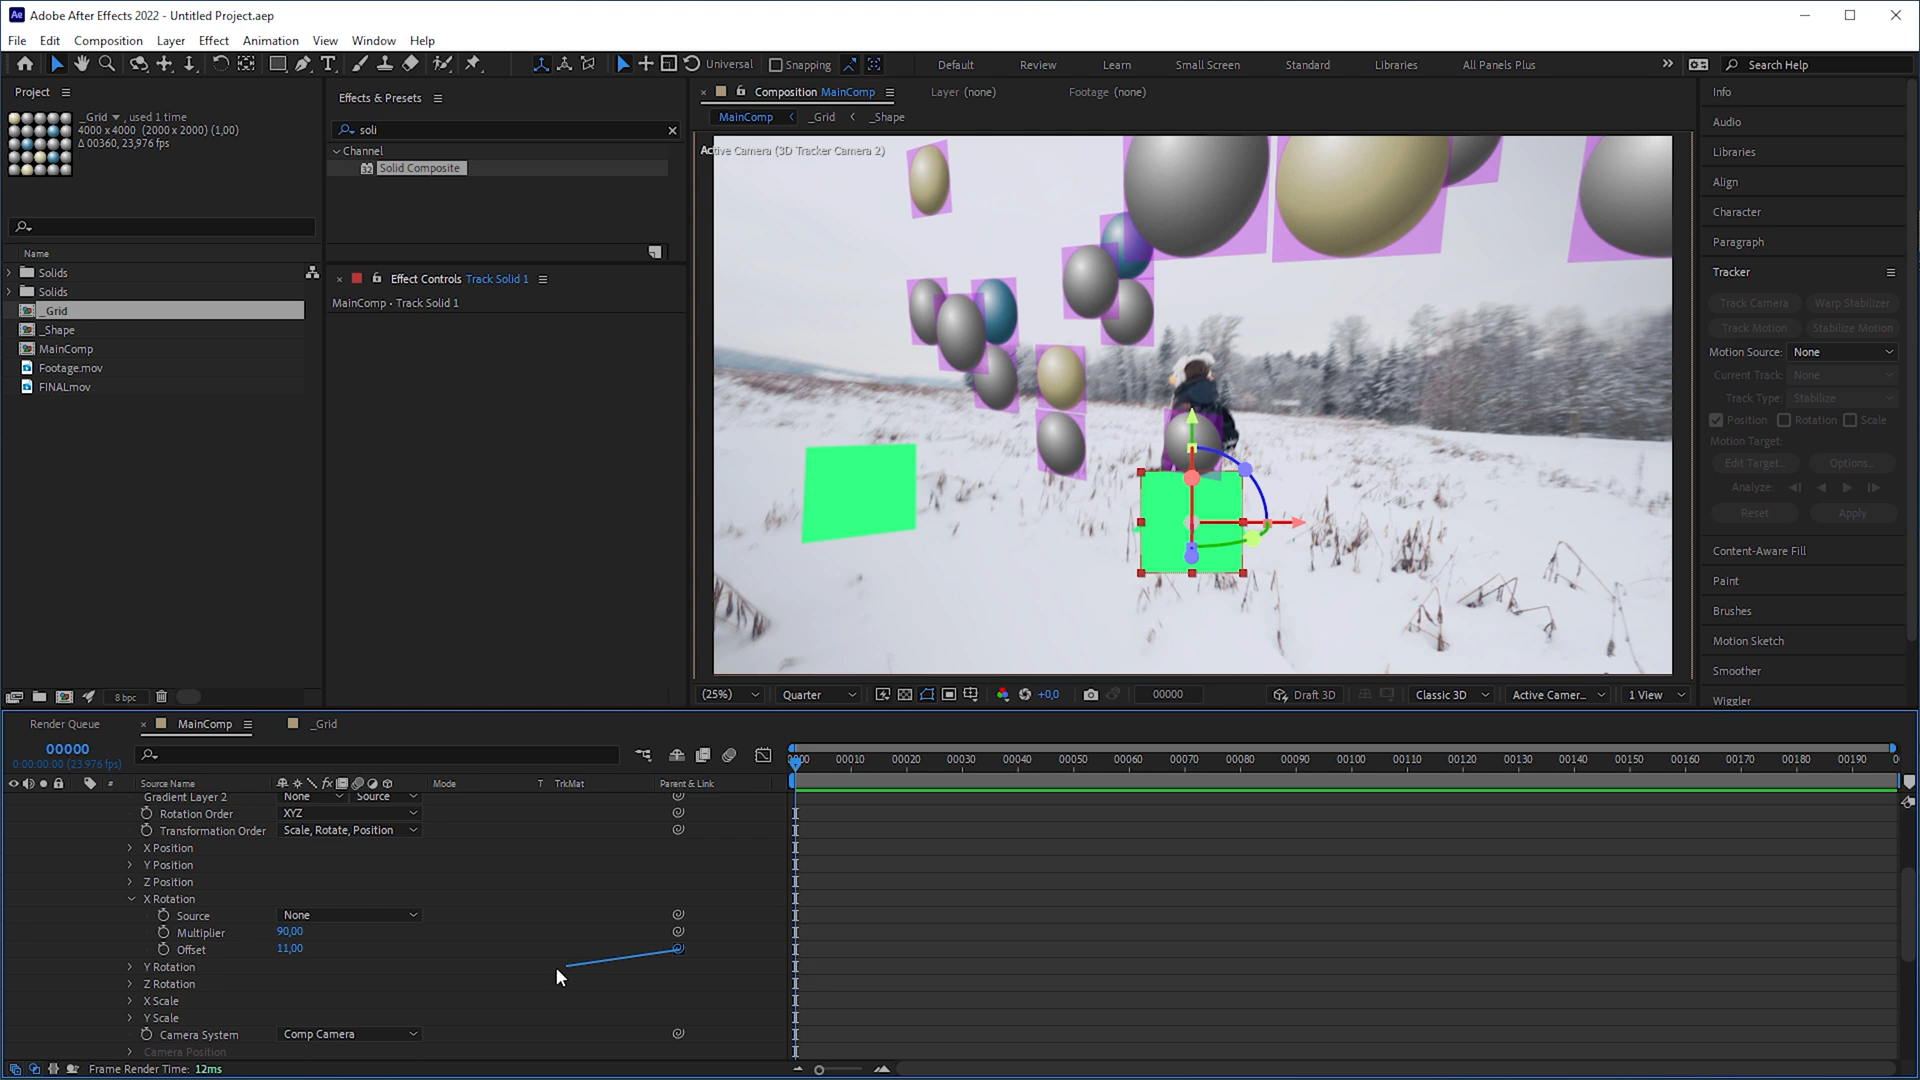 Ae Adobe After Effects 2022 - Untitled Project.aep
File Edit Composition Layer Effect Animation View Window Help
Universal Snapping Default Review Learn Small Screen Standard Libraries All Panels Plus » Search Help
Project
_Grid ▾, used 1 time
4000 x 4000 (2000 x 2000) (1,00)
Δ 00360, 23,976 fps
Name
Solids
Solids
_Grid
_Shape
MainComp
Footage.mov
FINALmov
8 bpc
Effects & Presets
soli
Channel
32 Solid Composite
Effect Controls Track Solid 1
MainComp • Track Solid 1
Composition MainComp
Layer (none)
Footage (none)
MainComp
_Grid
_Shape
Active Camera (3D Tracker Camera 2)
(25%) Quarter +0,0 00000 Draft 3D Classic 3D Active Camer... 1 View
Info
Audio
Libraries
Align
Character
Paragraph
Tracker
Track Camera Warp Stabilizer
Track Motion Stabilize Motion
Motion Source: None
Current Track: None
Track Type: Stabilize
Position Rotation Scale
Motion Target:
Edit Target... Options...
Analyze:
Reset Apply
Content-Aware Fill
Paint
Brushes
Motion Sketch
Smoother
Wiggler
Render Queue MainComp _Grid
00000
0:00:00:00 (23.976 fps)
# Source Name fx Mode T TrkMat Parent & Link
0000 00010 00020 00030 00040 00050 00060 00070 00080 00090 00100 00110 00120 00130 00140 00150 00160 00170 00180 00190 0
Gradient Layer 2 None Source
Rotation Order XYZ
Transformation Order Scale, Rotate, Position
X Position
Y Position
Z Position
X Rotation
Source None
Multiplier 90,00
Offset 11,00
Y Rotation
Z Rotation
X Scale
Y Scale
Camera System Comp Camera
Camera Position
Frame Render Time: 12ms